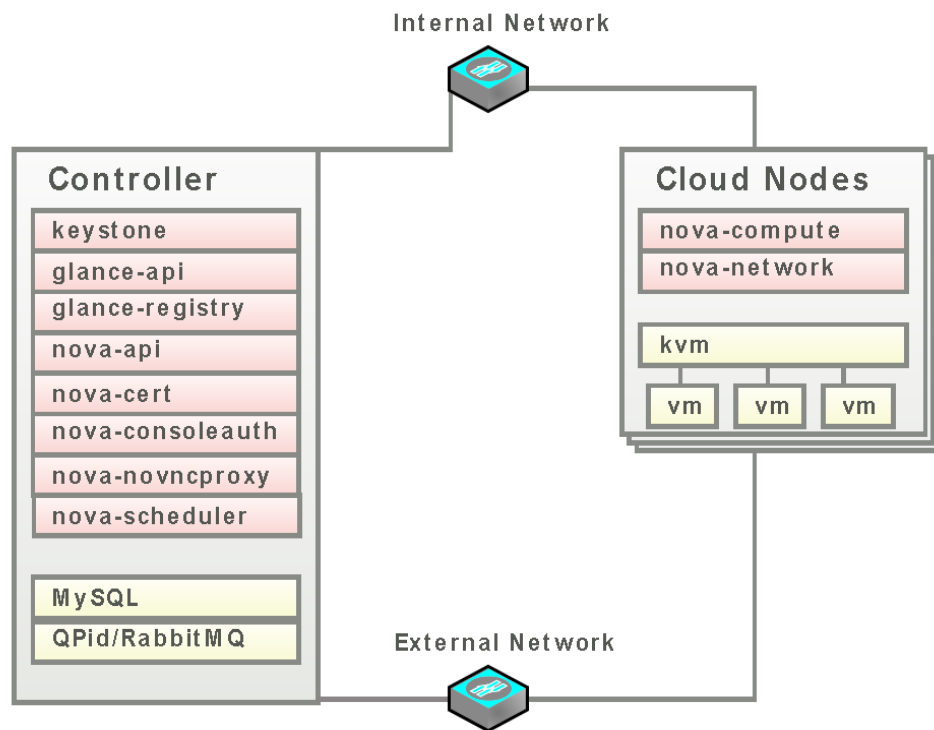 Internal Network
Controller
keystone
glance-api
glance-registry
nova-api
nova-cert
nova-consoleauth
nova-novncproxy
nova-scheduler
MySQL
QPid/RabbitMQ
Cloud Nodes
nova-compute
nova-network
kvm
vm vm vm
External Network